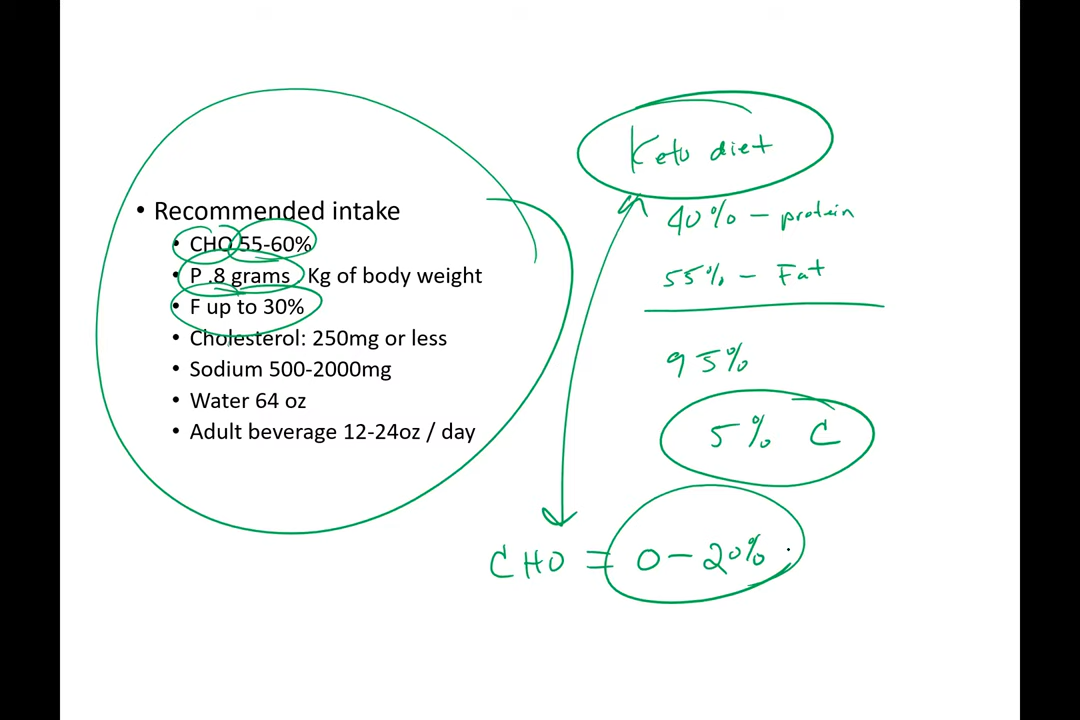 • Recommended intake
• CHO 55-60%
• P .8 grams Kg of body weight
• F up to 30%
• Cholesterol: 250mg or less
• Sodium 500-2000mg
• Water 64 oz
• Adult beverage 12-24oz / day
Keto diet
40% - protein
55% - Fat
95%
5% C
CHO = 0-20%